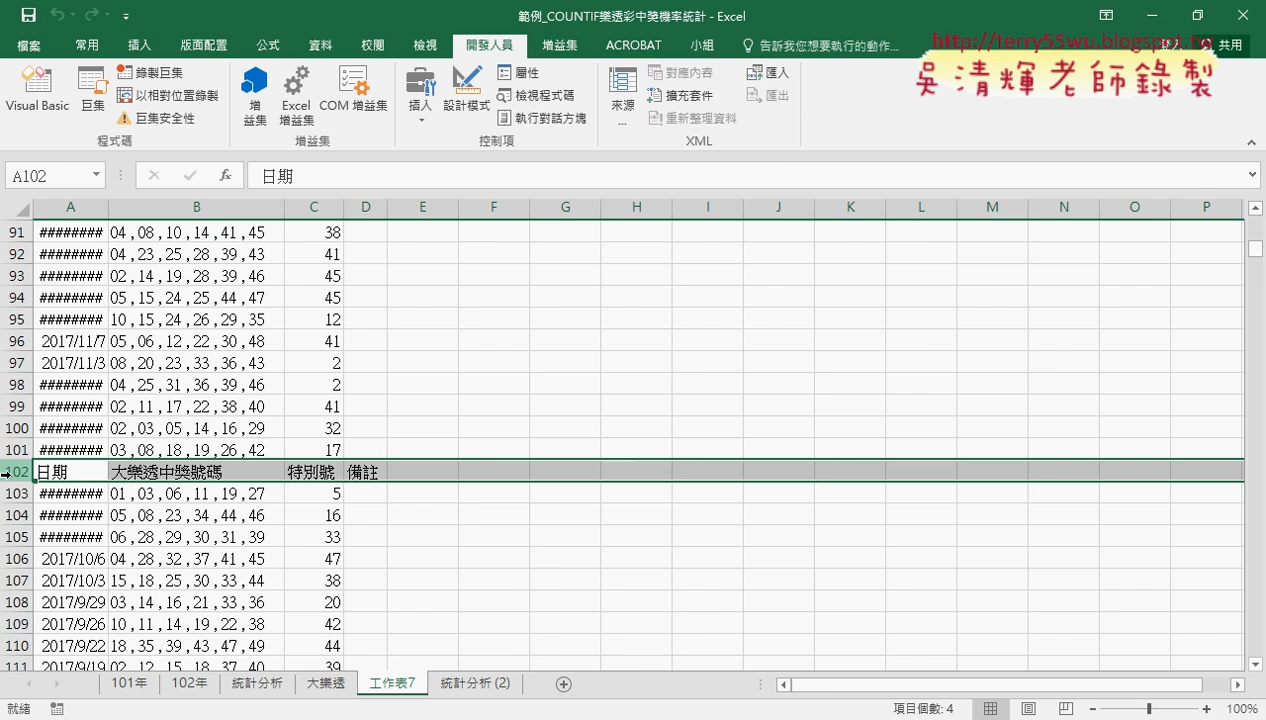 範例_COUNTIF樂透彩中獎機率統計 - Excel
檔案 常用 插入 版面配置 公式 資料 校閱 檢視 開發人員 增益集 ACROBAT 小組 告訴我您想要執行的動作... 共用
http://terry55wu.blogspot.tw
吳清輝老師錄製
Visual Basic 巨集 錄製巨集 以相對位置錄製 巨集安全性 程式碼
增益集 Excel 增益集 COM 增益集 增益集
插入 設計模式 屬性 檢視程式碼 執行對話方塊 控制項
來源... 對應內容 擴充套件 重新整理資料 匯入 匯出 XML
A102 fx 日期
A B C D E F G H I J K L M N O P
91 ######## 04 ,08 ,10 ,14 ,41 ,45 38
92 ######## 04 ,23 ,25 ,28 ,39 ,43 41
93 ######## 02 ,14 ,19 ,28 ,39 ,46 45
94 ######## 05 ,15 ,24 ,25 ,44 ,47 45
95 ######## 10 ,15 ,24 ,26 ,29 ,35 12
96 2017/11/7 05 ,06 ,12 ,22 ,30 ,48 41
97 2017/11/3 08 ,20 ,23 ,33 ,36 ,43 2
98 ######## 04 ,25 ,31 ,36 ,39 ,46 2
99 ######## 02 ,11 ,17 ,22 ,38 ,40 41
100 ######## 02 ,03 ,05 ,14 ,16 ,29 32
101 ######## 03 ,08 ,18 ,19 ,26 ,42 17
102 日期 大樂透中獎號碼 特別號 備註
103 ######## 01 ,03 ,06 ,11 ,19 ,27 5
104 ######## 05 ,08 ,23 ,34 ,44 ,46 16
105 ######## 06 ,28 ,29 ,30 ,31 ,39 33
106 2017/10/6 04 ,28 ,32 ,37 ,41 ,45 47
107 2017/10/3 15 ,18 ,25 ,30 ,33 ,44 38
108 2017/9/29 03 ,14 ,16 ,21 ,33 ,36 20
109 2017/9/26 10 ,11 ,14 ,19 ,22 ,38 42
110 2017/9/22 18 ,35 ,39 ,43 ,47 ,49 44
111 2017/9/19 02 ,12 ,15 ,18 ,37 ,40 39
101年 102年 統計分析 大樂透 工作表7 統計分析 (2)
就緒 項目個數: 4 100%